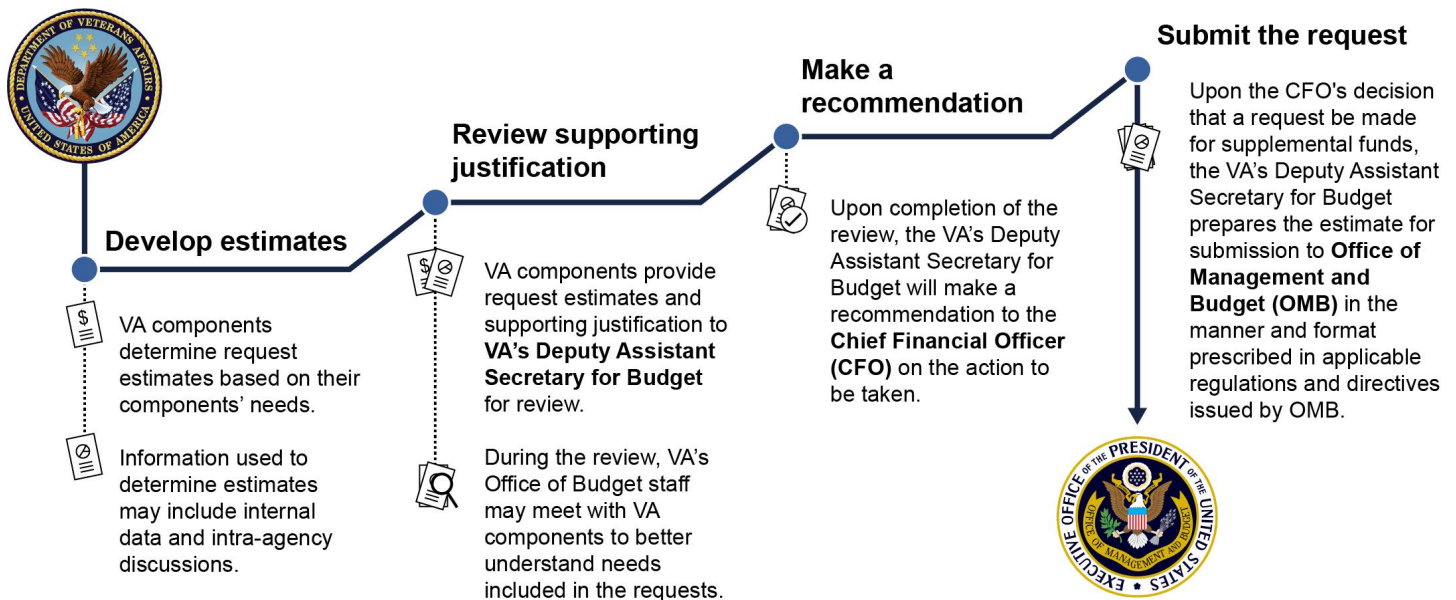 DEPARTMENT OF VETERANS AFFAIRS
UNITED STATES OF AMERICA
Develop estimates
$
VA components
determine request
estimates based on their
components’ needs.
Information used to
determine estimates
may include internal
data and intra-agency
discussions.
Review supporting
justification
$
VA components provide
request estimates and
supporting justification to
VA’s Deputy Assistant
Secretary for Budget
for review.
During the review, VA’s
Office of Budget staff
may meet with VA
components to better
understand needs
included in the requests.
Make a
recommendation
Upon completion of the
review, the VA’s Deputy
Assistant Secretary for
Budget will make a
recommendation to the
Chief Financial Officer
(CFO) on the action to
be taken.
Submit the request
Upon the CFO's decision
that a request be made
for supplemental funds,
the VA’s Deputy Assistant
Secretary for Budget
prepares the estimate for
submission to Office of
Management and
Budget (OMB) in the
manner and format
prescribed in applicable
regulations and directives
issued by OMB.
EXECUTIVE OFFICE OF THE PRESIDENT OF THE UNITED STATES
OFFICE OF MANAGEMENT AND BUDGET